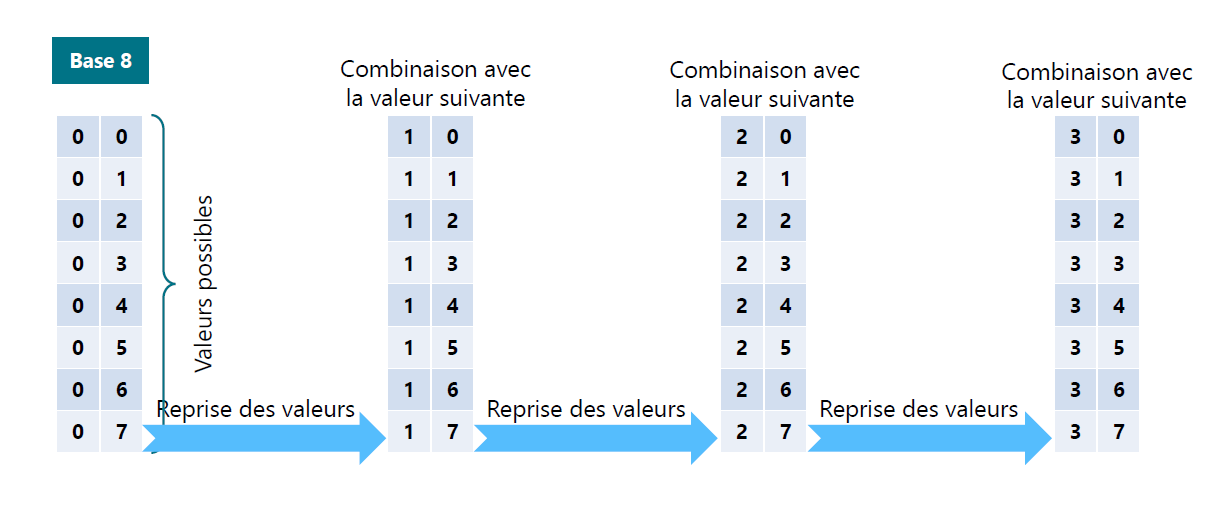 Base 8
Combinaison avec
la valeur suivante
Combinaison avec
la valeur suivante
Combinaison avec
la valeur suivante
0 0
0 1
0 2
0 3
0 4
0 5
0 6
0 7
Valeurs possibles
Reprise des valeurs
1 0
1 1
1 2
1 3
1 4
1 5
1 6
1 7
Reprise des valeurs
2 0
2 1
2 2
2 3
2 4
2 5
2 6
2 7
Reprise des valeurs
3 0
3 1
3 2
3 3
3 4
3 5
3 6
3 7